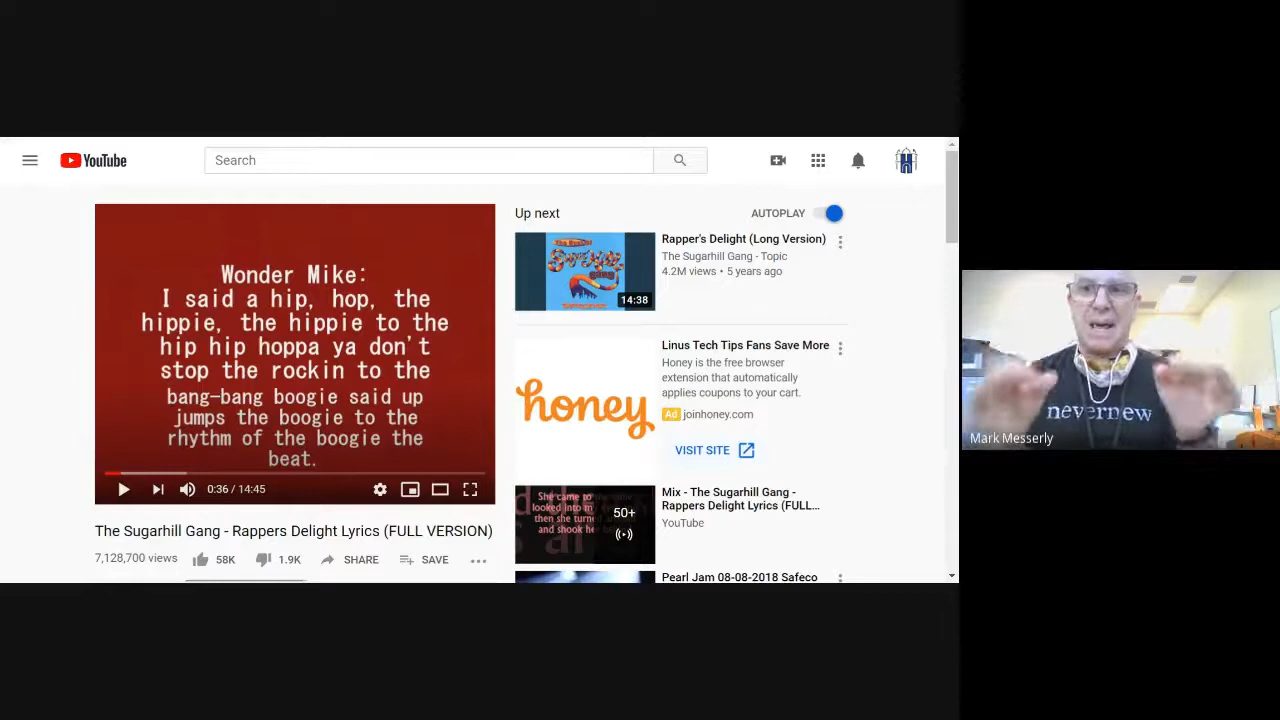 YouTube
Search
Wonder Mike:
I said a hip, hop, the
hippie, the hippie to the
hip hip hoppa ya don't
stop the rockin to the
bang-bang boogie said up
jumps the boogie to the
rhythm of the boogie the
beat.
0:36 / 14:45
The Sugarhill Gang - Rappers Delight Lyrics (FULL VERSION)
7,128,700 views
58K
1.9K
SHARE
SAVE
Up next
AUTOPLAY
14:38
Rapper's Delight (Long Version)
The Sugarhill Gang - Topic
4.2M views • 5 years ago
honey
Linus Tech Tips Fans Save More
Honey is the free browser
extension that automatically
applies coupons to your cart.
Ad joinhoney.com
VISIT SITE
She came to
looked into m
then she turne
and shook he
50+
Mix - The Sugarhill Gang -
Rappers Delight Lyrics (FULL...
YouTube
Pearl Jam 08-08-2018 Safeco
nevernew
Mark Messerly